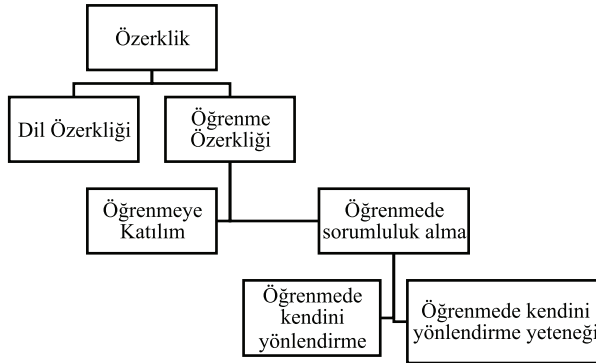 Özerklik
Dil Özerkliği
Öğrenme
Özerkliği
Öğrenmeye
Katılım
Öğrenmede
sorumluluk alma
Öğrenmede
kendini
yönlendirme
Öğrenmede kendini
yönlendirme yeteneği